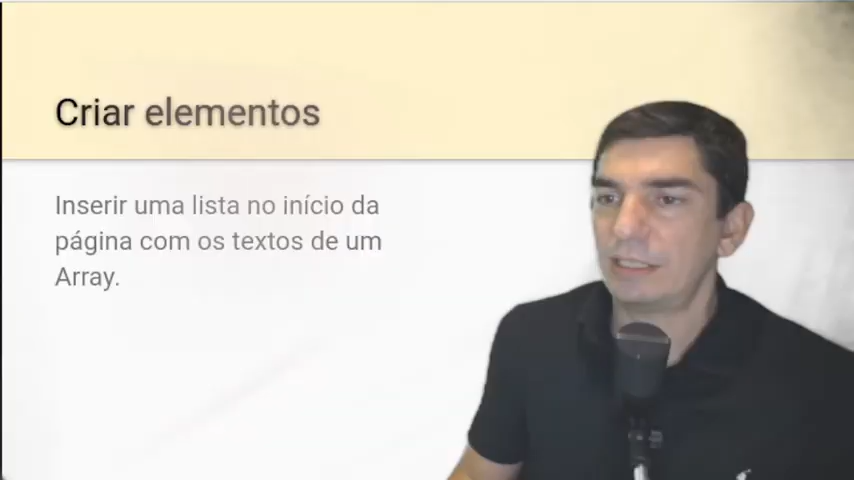 Criar elementos
Inserir uma lista no início da
página com os textos de um
Array.